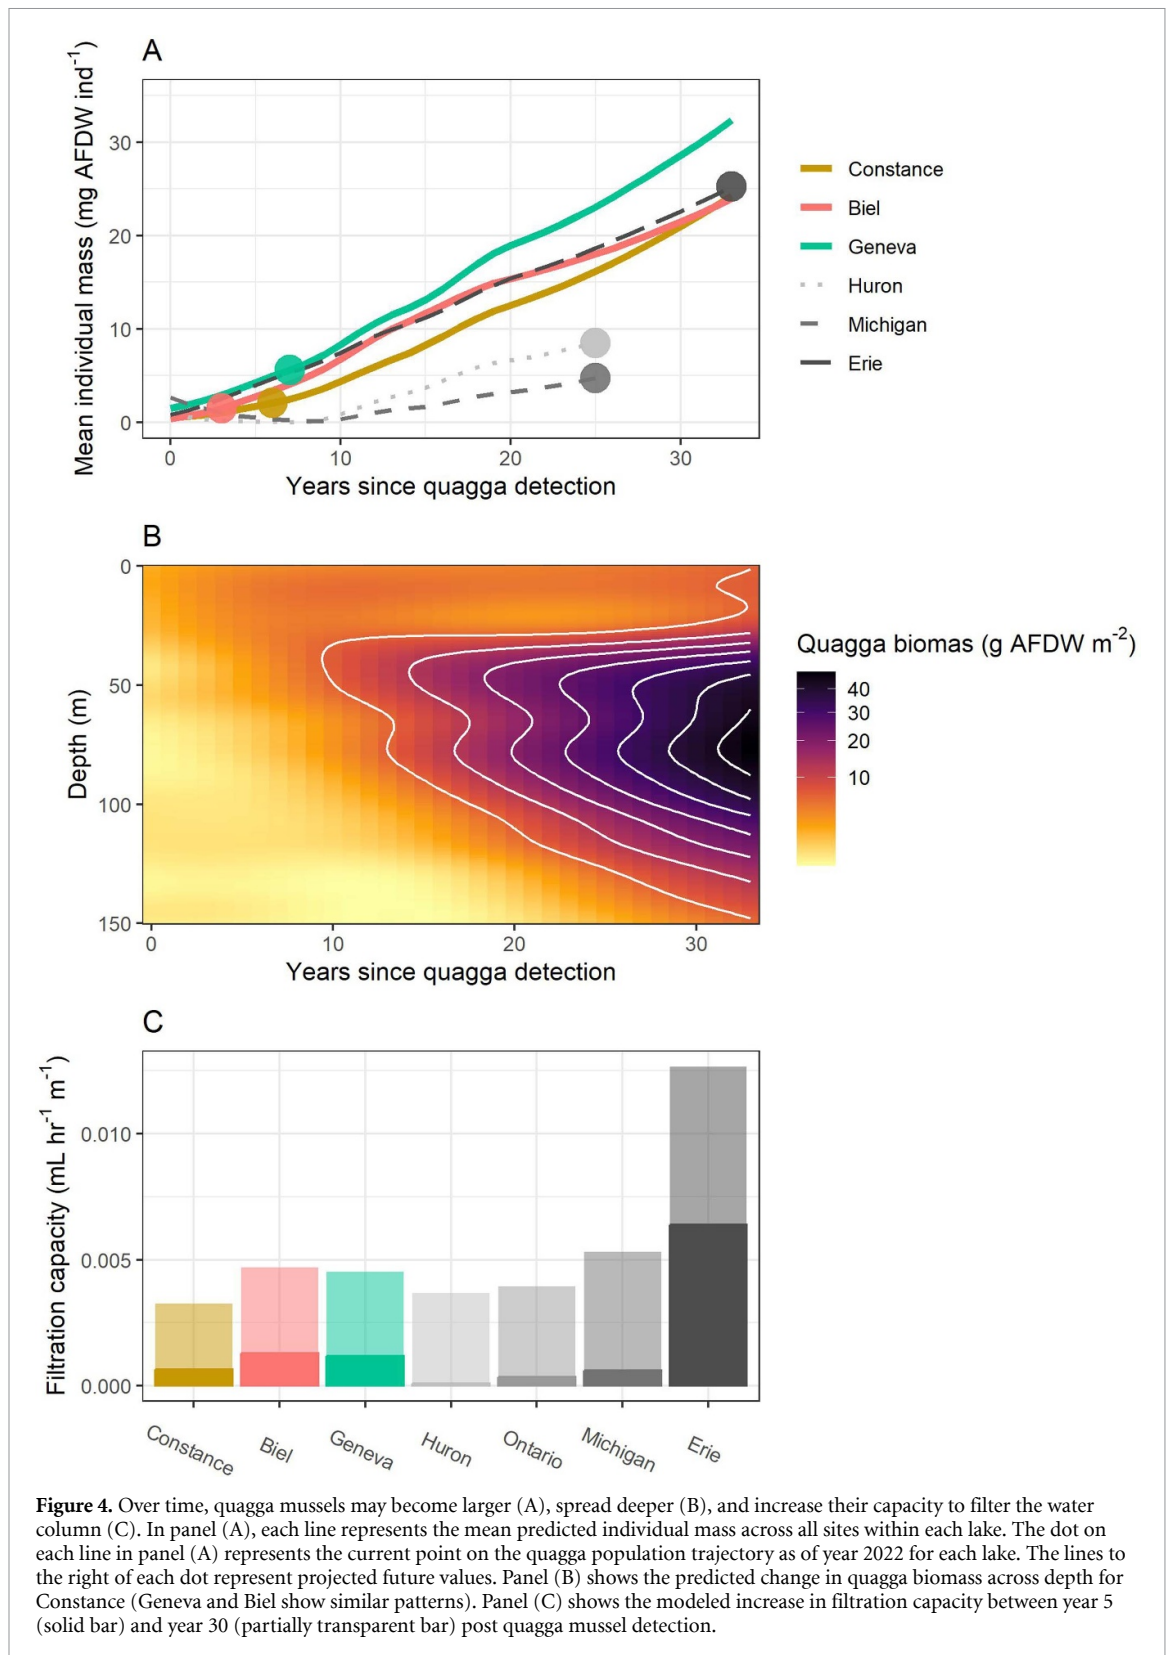 A
Mean individual mass (mg AFDW ind-1)
30
20
10
0
0 10 20 30
Years since quagga detection
Constance
Biel
Geneva
Huron
Michigan
Erie
B
Depth (m)
0
50
100
150
0 10 20 30
Years since quagga detection
Quagga biomas (g AFDW m-2)
40
30
20
10
C
Filtration capacity (mL hr-1 m-1)
0.010
0.005
0.000
Constance Biel Geneva Huron Ontario Michigan Erie
Figure 4. Over time, quagga mussels may become larger (A), spread deeper (B), and increase their capacity to filter the water
column (C). In panel (A), each line represents the mean predicted individual mass across all sites within each lake. The dot on
each line in panel (A) represents the current point on the quagga population trajectory as of year 2022 for each lake. The lines to
the right of each dot represent projected future values. Panel (B) shows the predicted change in quagga biomass across depth for
Constance (Geneva and Biel show similar patterns). Panel (C) shows the modeled increase in filtration capacity between year 5
(solid bar) and year 30 (partially transparent bar) post quagga mussel detection.